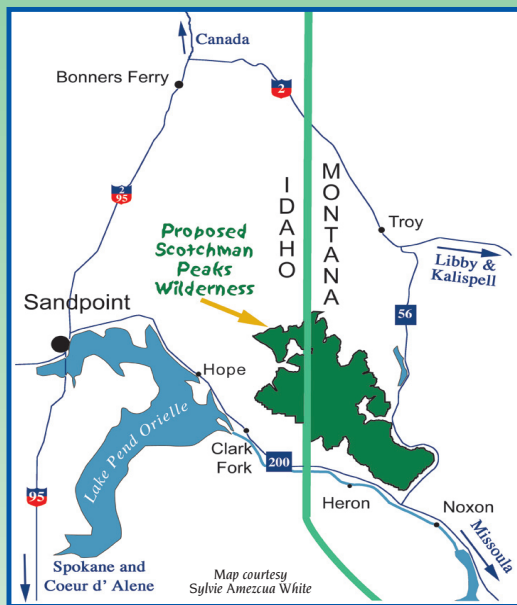 Canada
Bonners Ferry
2
2
95
IDAHO
MONTANA
Troy
Proposed
Scotchman
Peaks
Wilderness
Libby &
Kalispell
Sandpoint
56
Hope
Lake Pend Orielle
Clark
Fork
200
95
Heron
Noxon
Missoula
Spokane and
Coeur d' Alene
Map courtesy
Sylvie Amezcua White